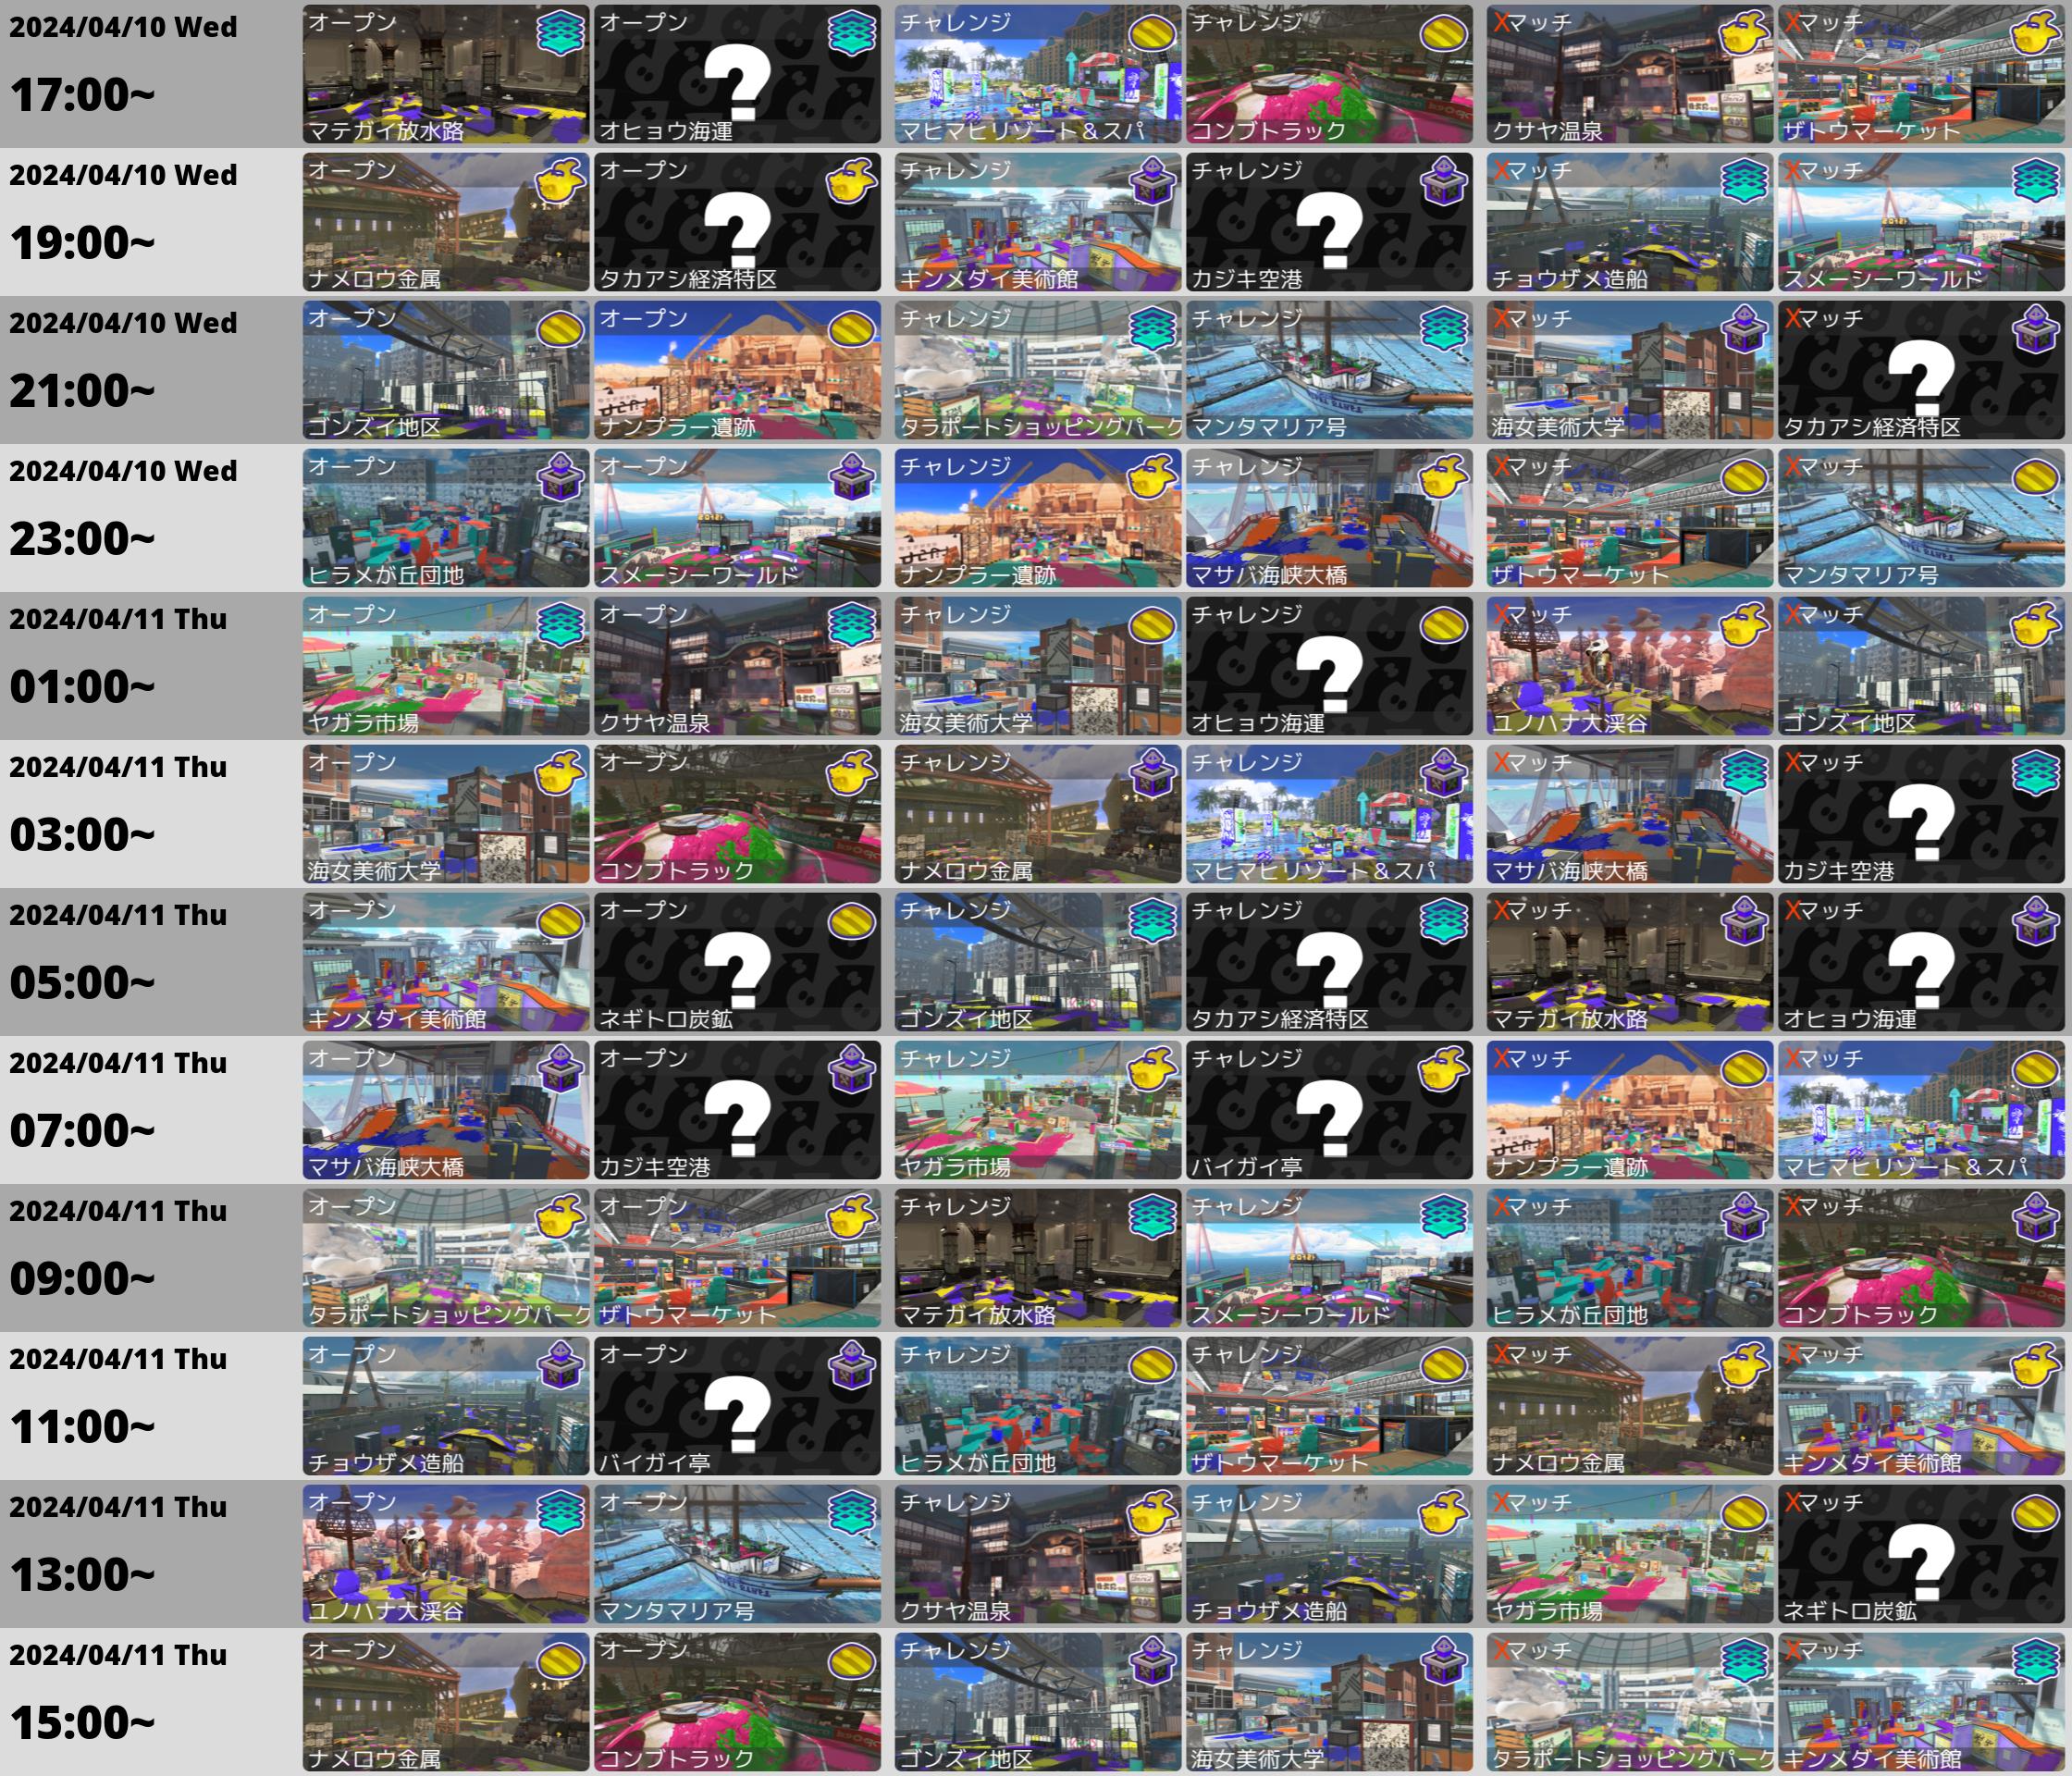 2024/04/10 Wed
17:00~
オープン オープン チャレンジ チャレンジ Xマッチ Xマッチ
マテガイ放水路 オヒョウ海運 マヒマヒリゾート&スパ コンブトラック クサヤ温泉 ザトウマーケット
2024/04/10 Wed
19:00~
オープン オープン チャレンジ チャレンジ Xマッチ Xマッチ
ナメロウ金属 タカアシ経済特区 キンメダイ美術館 カジキ空港 チョウザメ造船 スメーシーワールド
2024/04/10 Wed
21:00~
オープン オープン チャレンジ チャレンジ Xマッチ Xマッチ
ゴンズイ地区 ナンプラー遺跡 タラポートショッピングパーク マンタマリア号 海女美術大学 タカアシ経済特区
2024/04/10 Wed
23:00~
オープン オープン チャレンジ チャレンジ Xマッチ Xマッチ
ヒラメが丘団地 スメーシーワールド ナンプラー遺跡 マサバ海峡大橋 ザトウマーケット マンタマリア号
2024/04/11 Thu
01:00~
オープン オープン チャレンジ チャレンジ Xマッチ Xマッチ
ヤガラ市場 クサヤ温泉 海女美術大学 オヒョウ海運 ユノハナ大渓谷 ゴンズイ地区
2024/04/11 Thu
03:00~
オープン オープン チャレンジ チャレンジ Xマッチ Xマッチ
海女美術大学 コンブトラック ナメロウ金属 マヒマヒリゾート&スパ マサバ海峡大橋 カジキ空港
2024/04/11 Thu
05:00~
オープン オープン チャレンジ チャレンジ Xマッチ Xマッチ
キンメダイ美術館 ネギトロ炭鉱 ゴンズイ地区 タカアシ経済特区 マテガイ放水路 オヒョウ海運
2024/04/11 Thu
07:00~
オープン オープン チャレンジ チャレンジ Xマッチ Xマッチ
マサバ海峡大橋 カジキ空港 ヤガラ市場 バイガイ亭 ナンプラー遺跡 マヒマヒリゾート&スパ
2024/04/11 Thu
09:00~
オープン オープン チャレンジ チャレンジ Xマッチ Xマッチ
タラポートショッピングパーク ザトウマーケット マテガイ放水路 スメーシーワールド ヒラメが丘団地 コンブトラック
2024/04/11 Thu
11:00~
オープン オープン チャレンジ チャレンジ Xマッチ Xマッチ
チョウザメ造船 バイガイ亭 ヒラメが丘団地 ザトウマーケット ナメロウ金属 キンメダイ美術館
2024/04/11 Thu
13:00~
オープン オープン チャレンジ チャレンジ Xマッチ Xマッチ
ユノハナ大渓谷 マンタマリア号 クサヤ温泉 チョウザメ造船 ヤガラ市場 ネギトロ炭鉱
2024/04/11 Thu
15:00~
オープン オープン チャレンジ チャレンジ Xマッチ Xマッチ
ナメロウ金属 コンブトラック ゴンズイ地区 海女美術大学 タラポートショッピングパーク キンメダイ美術館